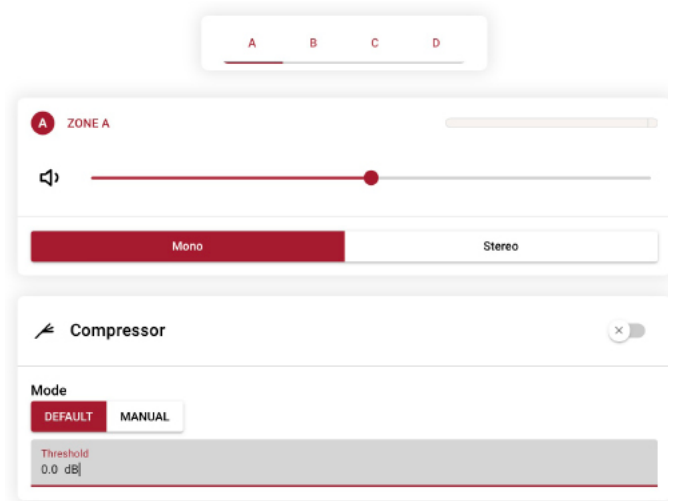 A B C D
A ZONE A
Mono Stereo
Compressor
Mode
DEFAULT MANUAL
Threshold
0.0 dB